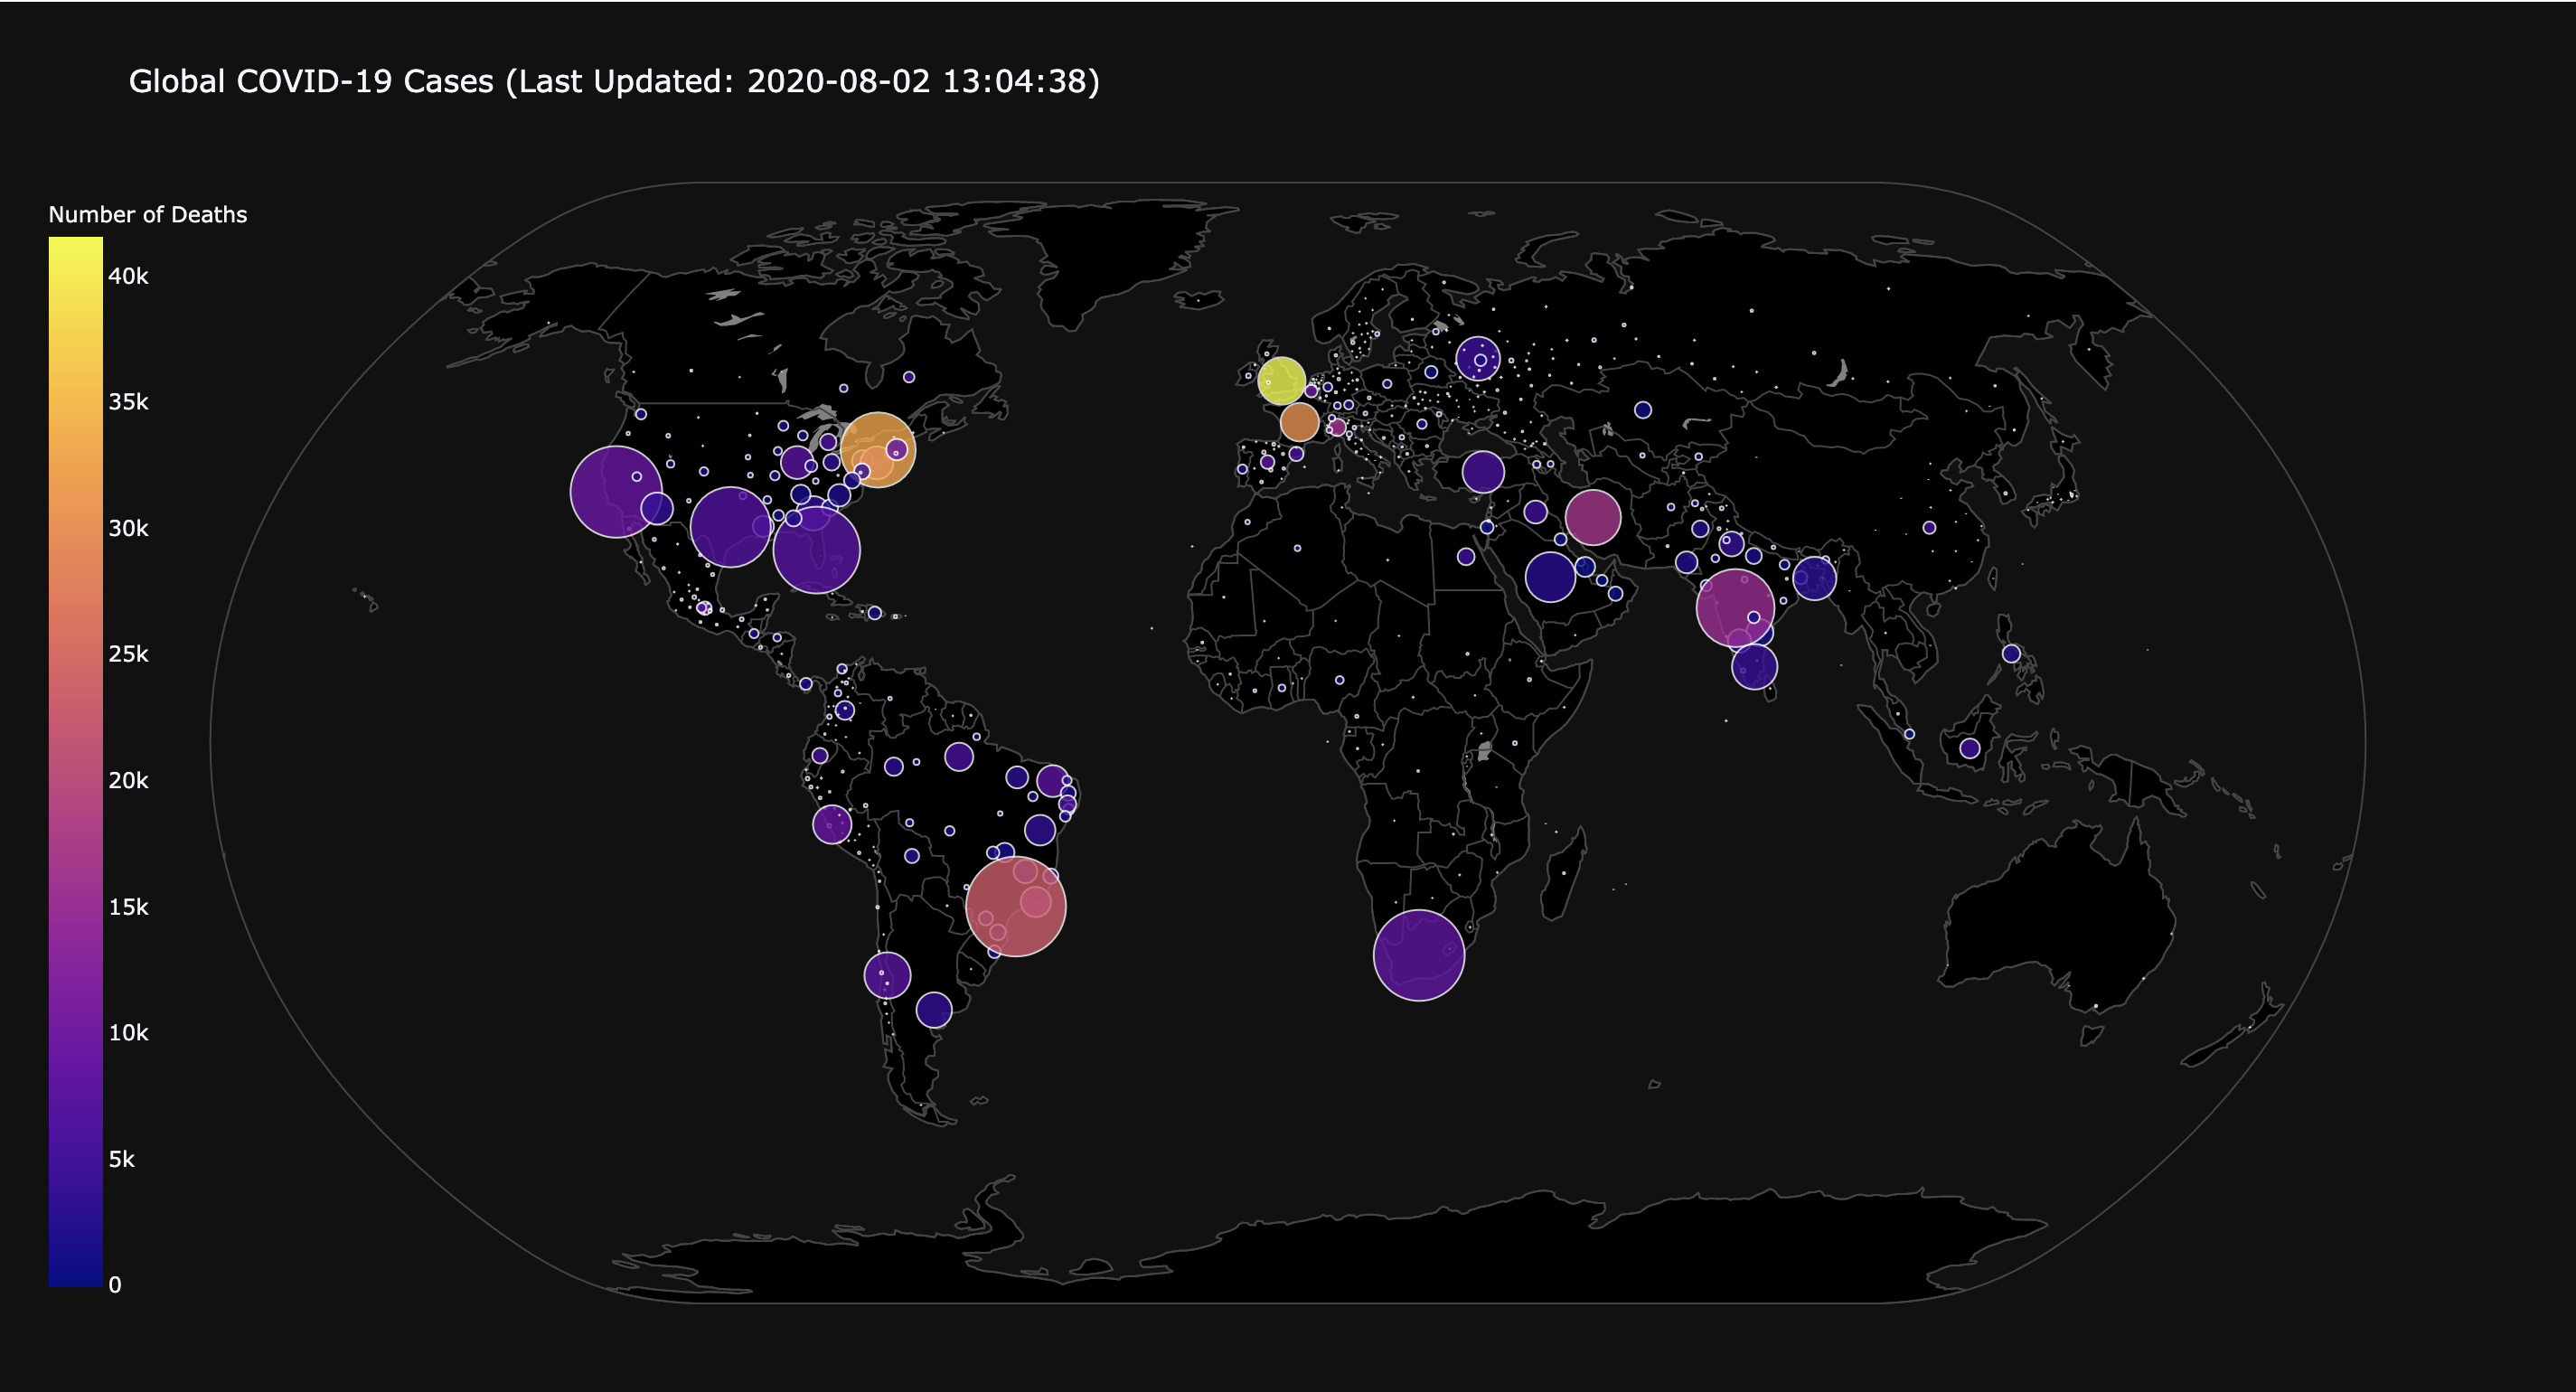 Global COVID-19 Cases (Last Updated: 2020-08-02 13:04:38)
Number of Deaths
40k
35k
30k
25k
20k
15k
10k
5k
0